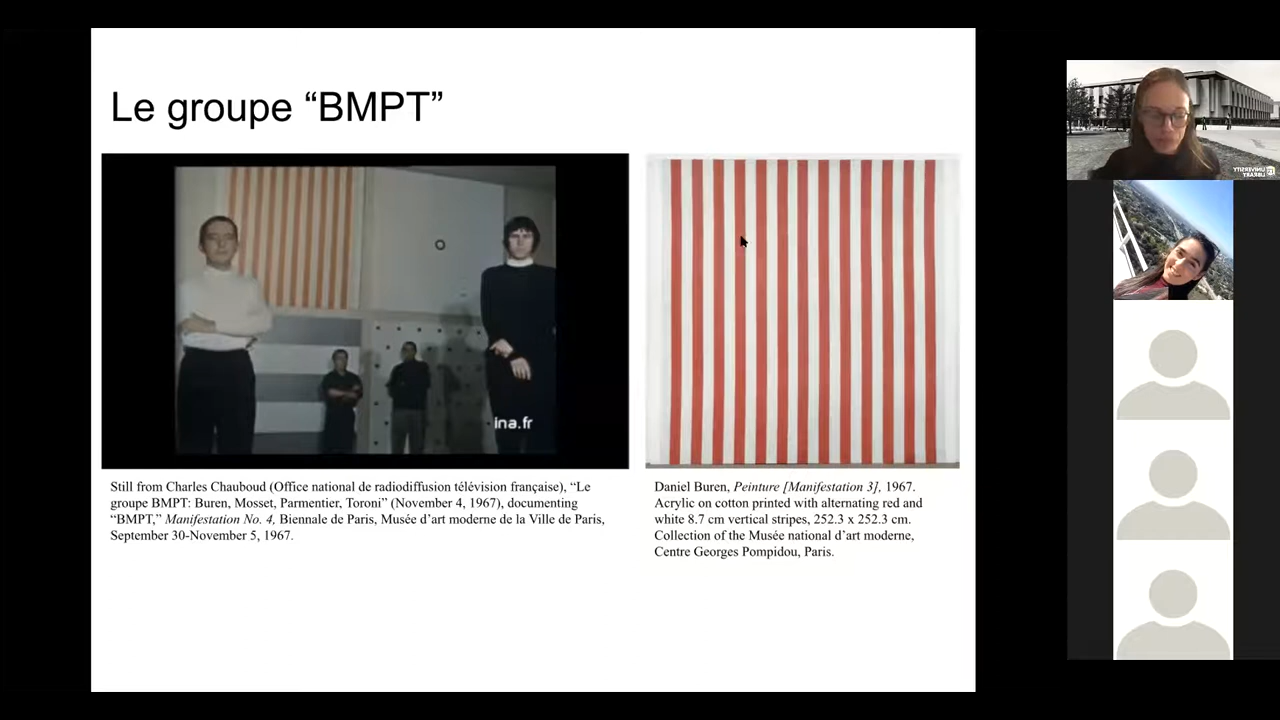 Le groupe “BMPT”
ina.fr
Still from Charles Chauboud (Office national de radiodiffusion télévision française), “Le
groupe BMPT: Buren, Mosset, Parmentier, Toroni” (November 4, 1967), documenting
“BMPT,” Manifestation No. 4, Biennale de Paris, Musée d’art moderne de la Ville de Paris,
September 30-November 5, 1967.
Daniel Buren, Peinture [Manifestation 3], 1967.
Acrylic on cotton printed with alternating red and
white 8.7 cm vertical stripes, 252.3 x 252.3 cm.
Collection of the Musée national d’art moderne,
Centre Georges Pompidou, Paris.
UNIVERSITY
LIBRARY